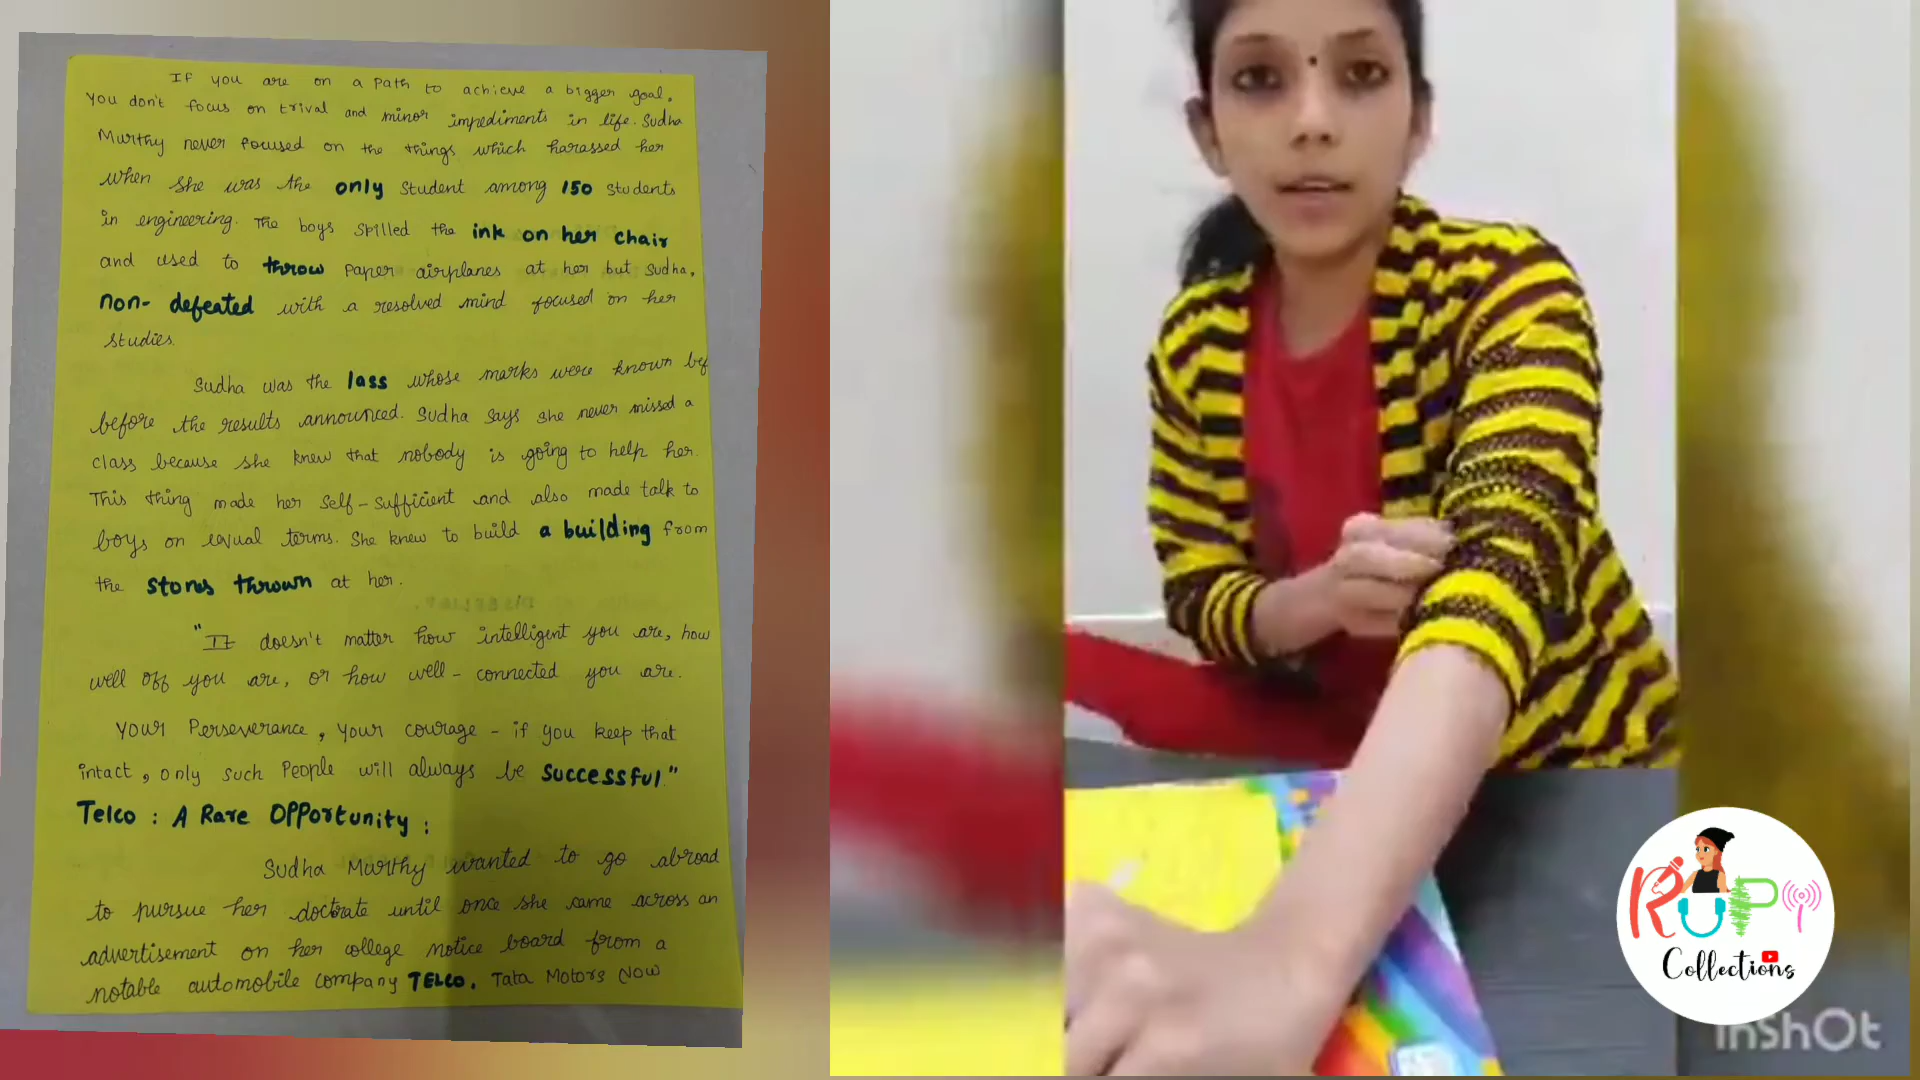 If you are on a path to achieve a bigger goal.
You don't focus on trival and minor impediments in life. Sudha
Murthy never focused on the things which harassed her
when she was the only student among 150 students
in engineering. The boys spilled the ink on her chair
and used to throw paper airplanes at her but Sudha,
non- defeated with a resolved mind focused on her
studies.
Sudha was the lass whose marks were known bef
before the results announced. Sudha says she never missed a
class because she knew that nobody is going to help her.
This thing made her self-sufficient and also made talk to
boys on equal terms. She knew to build a building from
the stones thrown at her.
"It doesn't matter how intelligent you are, how
well off you are, or how well-connected you are.
Your Perseverance, your courage - if you keep that
intact, only such People will always be successful"
Telco : A Rare Opportunity :
Sudha Murthy wanted to go abroad
to pursue her doctrate until once she came across an
advertisement on her college notice board from a
notable automobile company TELCO. Tata Motors Now
RUPY
Collections
InShOt